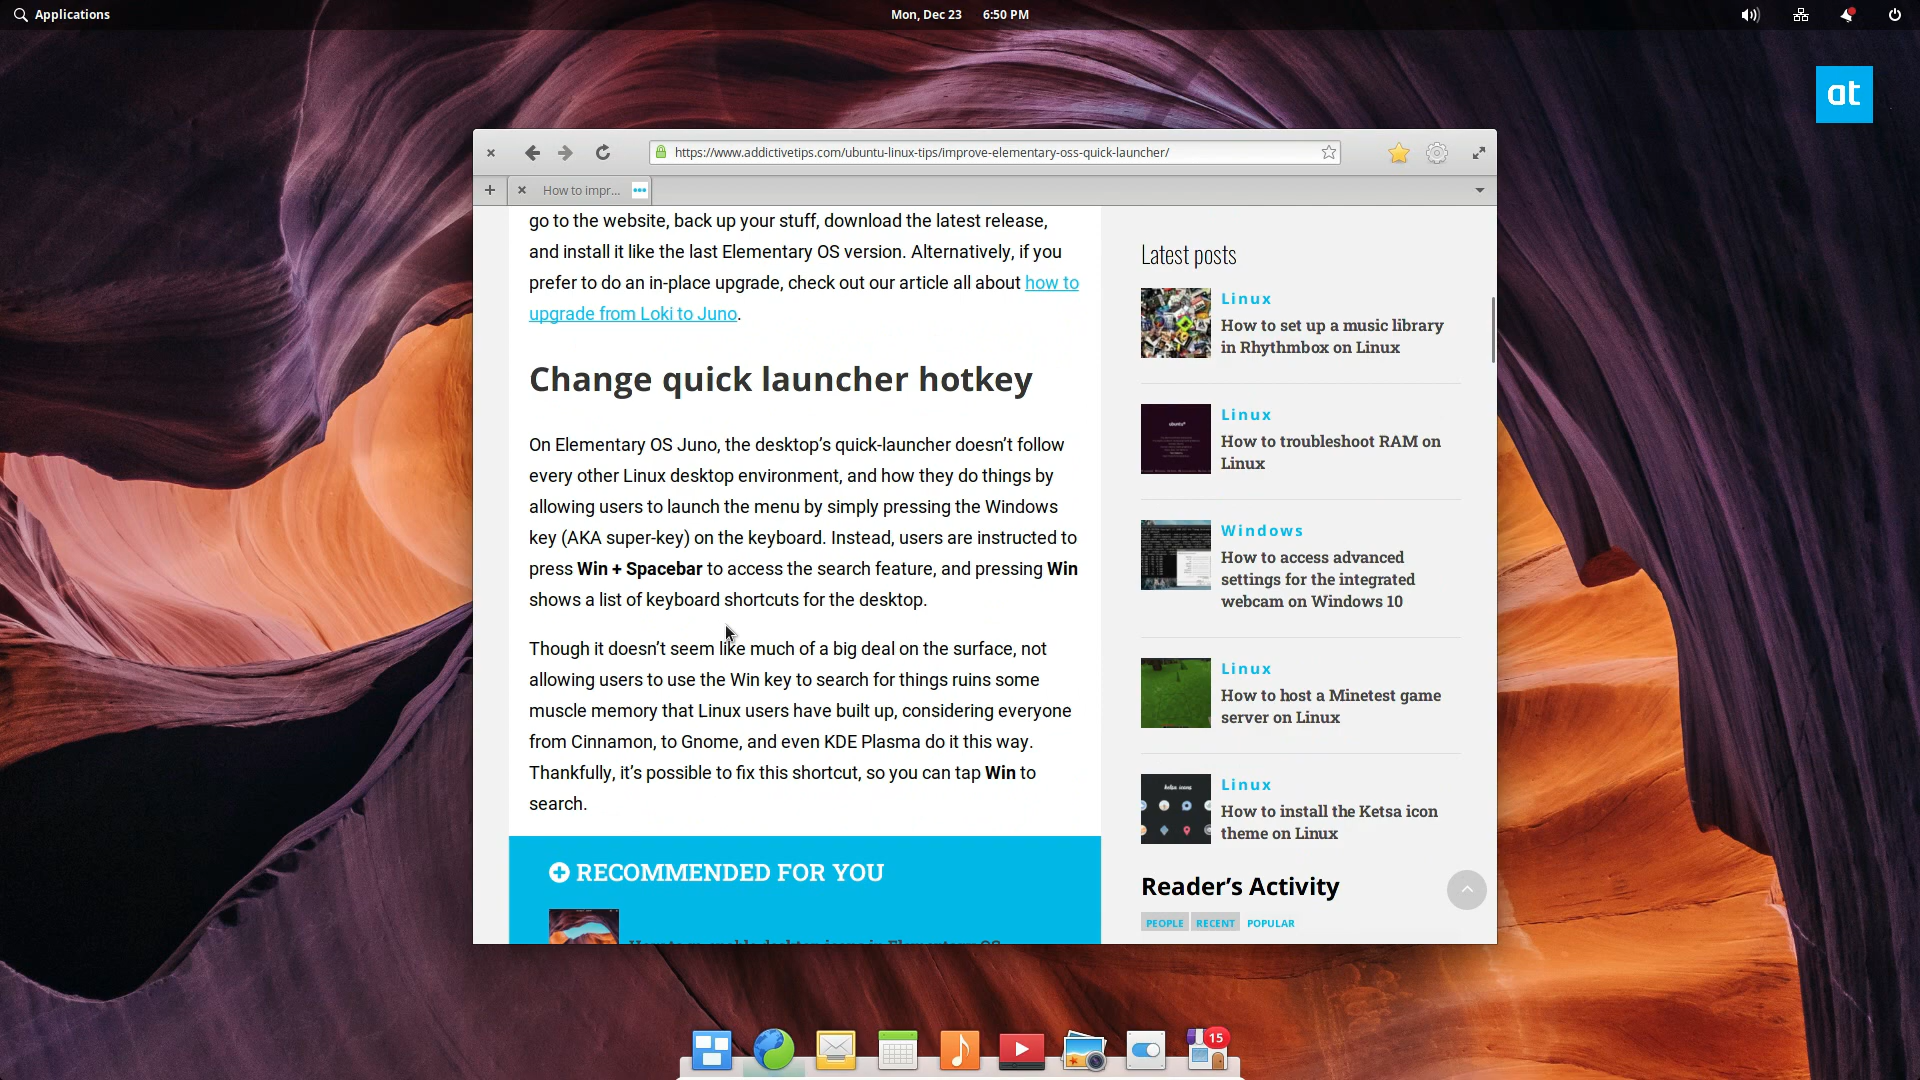 Applications
Mon, Dec 23 6:50 PM
at
https://www.addictivetips.com/ubuntu-linux-tips/improve-elementary-oss-quick-launcher/
How to impr...
go to the website, back up your stuff, download the latest release,
and install it like the last Elementary OS version. Alternatively, if you
prefer to do an in-place upgrade, check out our article all about how to
upgrade from Loki to Juno.
Change quick launcher hotkey
On Elementary OS Juno, the desktop’s quick-launcher doesn’t follow
every other Linux desktop environment, and how they do things by
allowing users to launch the menu by simply pressing the Windows
key (AKA super-key) on the keyboard. Instead, users are instructed to
press Win + Spacebar to access the search feature, and pressing Win
shows a list of keyboard shortcuts for the desktop.
Though it doesn’t seem like much of a big deal on the surface, not
allowing users to use the Win key to search for things ruins some
muscle memory that Linux users have built up, considering everyone
from Cinnamon, to Gnome, and even KDE Plasma do it this way.
Thankfully, it’s possible to fix this shortcut, so you can tap Win to
search.
RECOMMENDED FOR YOU
How to re-enable desktop icons in Elementary OS
Latest posts
Linux
How to set up a music library
in Rhythmbox on Linux
Linux
How to troubleshoot RAM on
Linux
Windows
How to access advanced
settings for the integrated
webcam on Windows 10
Linux
How to host a Minetest game
server on Linux
Linux
How to install the Ketsa icon
theme on Linux
Reader’s Activity
PEOPLE RECENT POPULAR
15